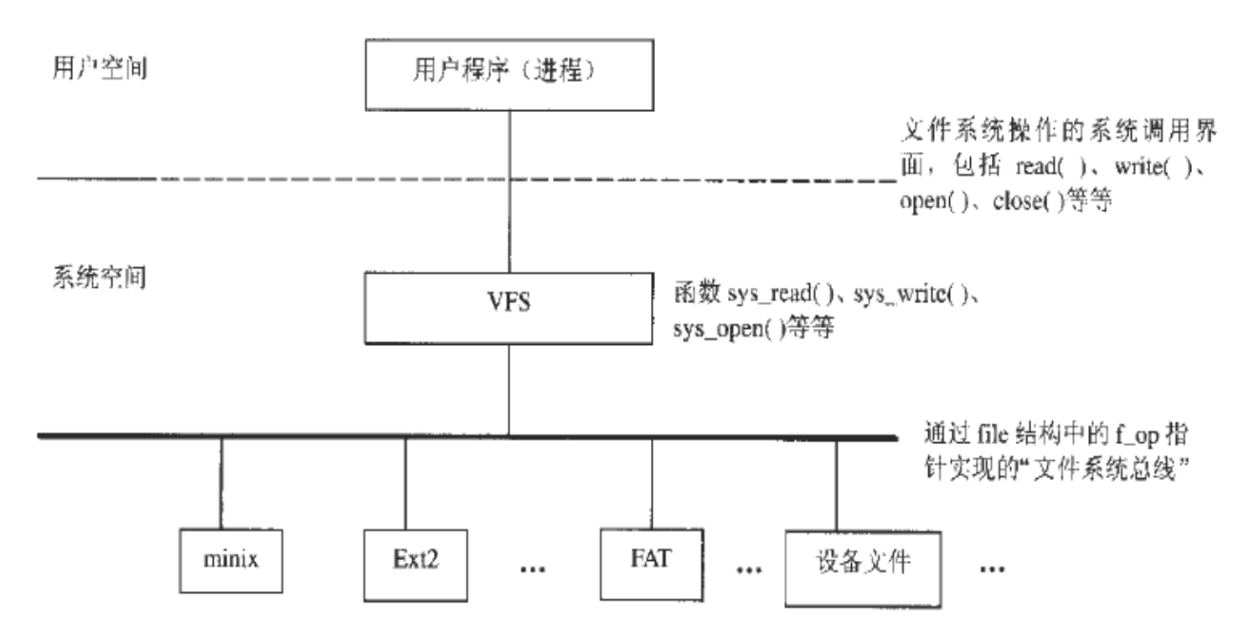 用户空间
用户程序（进程）
文件系统操作的系统调用界
面，包括 read( )、write( )、
open( )、close( )等等
系统空间
VFS
函数 sys_read( )、sys_write( )、
sys_open( )等等
通过 file 结构中的 f_op 指
针实现的“文件系统总线”
minix
Ext2
...
FAT
...
设备文件
...